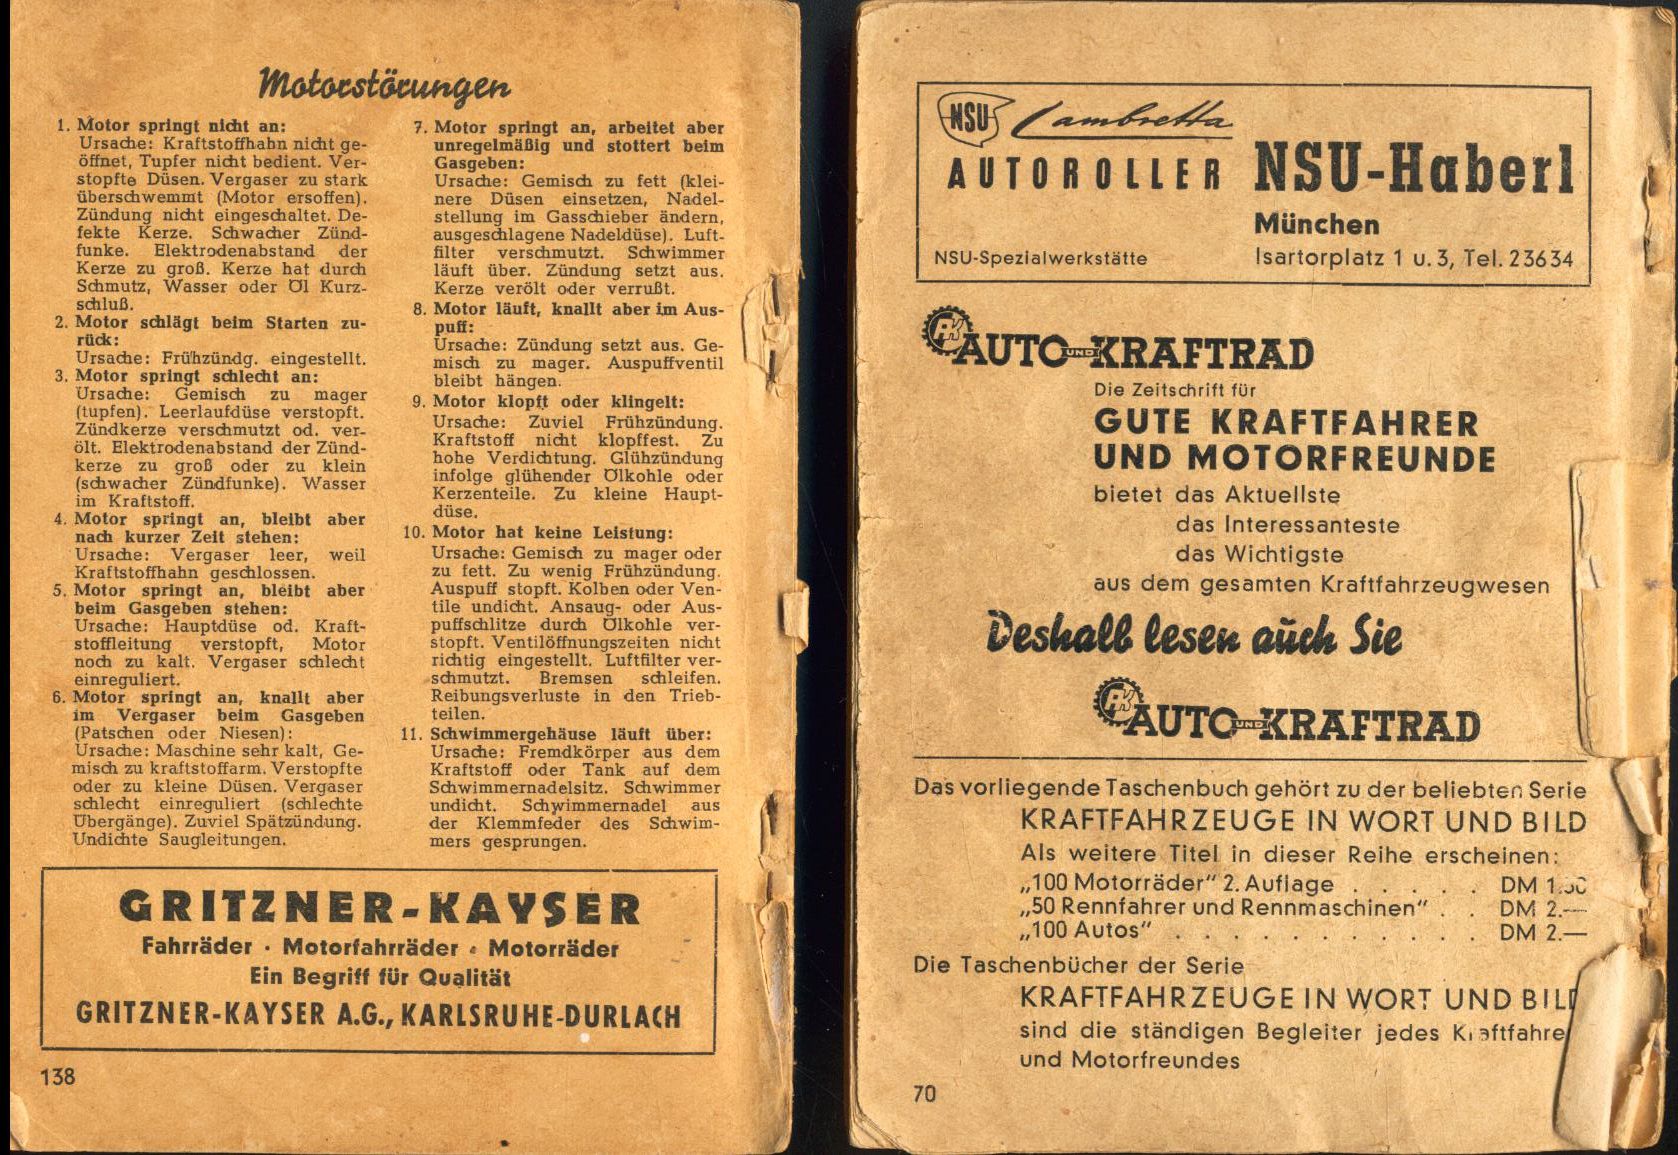 Motorstörungen
1. Motor springt nicht an:
Ursache: Kraftstoffhahn nicht ge-
öffnet, Tupfer nicht bedient. Ver-
stopfte Düsen. Vergaser zu stark
überschwemmt (Motor ersoffen).
Zündung nicht eingeschaltet. De-
fekte Kerze. Schwacher Zünd-
funke. Elektrodenabstand der
Kerze zu groß. Kerze hat durch
Schmutz, Wasser oder Öl Kurz-
schluß.
2. Motor schlägt beim Starten zu-
rück:
Ursache: Frühzündg. eingestellt.
3. Motor springt schlecht an:
Ursache: Gemisch zu mager
(tupfen). Leerlaufdüse verstopft.
Zündkerze verschmutzt od. ver-
ölt. Elektrodenabstand der Zünd-
kerze zu groß oder zu klein
(schwacher Zündfunke). Wasser
im Kraftstoff.
4. Motor springt an, bleibt aber
nach kurzer Zeit stehen:
Ursache: Vergaser leer, weil
Kraftstoffhahn geschlossen.
5. Motor springt an, bleibt aber
beim Gasgeben stehen:
Ursache: Hauptdüse od. Kraft-
stoffleitung verstopft, Motor
noch zu kalt. Vergaser schlecht
einreguliert.
6. Motor springt an, knallt aber
im Vergaser beim Gasgeben
(Patschen oder Niesen):
Ursache: Maschine sehr kalt, Ge-
misch zu kraftstoffarm. Verstopfte
oder zu kleine Düsen. Vergaser
schlecht einreguliert (schlechte
Übergänge). Zuviel Spätzündung.
Undichte Saugleitungen.
7. Motor springt an, arbeitet aber
unregelmäßig und stottert beim
Gasgeben:
Ursache: Gemisch zu fett (klei-
nere Düsen einsetzen, Nadel-
stellung im Gasschieber ändern,
ausgeschlagene Nadeldüse). Luft-
filter verschmutzt. Schwimmer
läuft über. Zündung setzt aus.
Kerze verölt oder verrußt.
8. Motor läuft, knallt aber im Aus-
puff:
Ursache: Zündung setzt aus. Ge-
misch zu mager. Auspuffventil
bleibt hängen.
9. Motor klopft oder klingelt:
Ursache: Zuviel Frühzündung.
Kraftstoff nicht klopffest. Zu
hohe Verdichtung. Glühzündung
infolge glühender Ölkohle oder
Kerzenteile. Zu kleine Haupt-
düse.
10. Motor hat keine Leistung:
Ursache: Gemisch zu mager oder
zu fett. Zu wenig Frühzündung.
Auspuff stopft. Kolben oder Ven-
tile undicht. Ansaug- oder Aus-
puffschlitze durch Ölkohle ver-
stopft. Ventilöffnungszeiten nicht
richtig eingestellt. Luftfilter ver-
schmutzt. Bremsen schleifen.
Reibungsverluste in den Trieb-
teilen.
11. Schwimmergehäuse läuft über:
Ursache: Fremdkörper aus dem
Kraftstoff oder Tank auf dem
Schwimmernadelsitz. Schwimmer
undicht. Schwimmernadel aus
der Klemmfeder des Schwim-
mers gesprungen.
GRITZNER-KAYSER
Fahrräder · Motorfahrräder · Motorräder
Ein Begriff für Qualität
GRITZNER-KAYSER A.G., KARLSRUHE-DURLACH
138
NSU Lambretta
AUTOROLLER
NSU-Spezialwerkstätte
NSU-Haberl
München
Isartorplatz 1 u. 3, Tel. 23634
AK AUTO UND KRAFTRAD
Die Zeitschrift für
GUTE KRAFTFAHRER
UND MOTORFREUNDE
bietet das Aktuellste
das Interessanteste
das Wichtigste
aus dem gesamten Kraftfahrzeugwesen
Deshalb lesen auch Sie
AK AUTO UND KRAFTRAD
Das vorliegende Taschenbuch gehört zu der beliebten Serie
KRAFTFAHRZEUGE IN WORT UND BILD
Als weitere Titel in dieser Reihe erscheinen:
„100 Motorräder“ 2. Auflage . . . . . DM
„50 Rennfahrer und Rennmaschinen“ . . DM 2.—
„100 Autos“ . . . . . . . . . . . DM 2.—
Die Taschenbücher der Serie
KRAFTFAHRZEUGE IN WORT UND BILD
sind die ständigen Begleiter jedes
und Motorfreundes
70